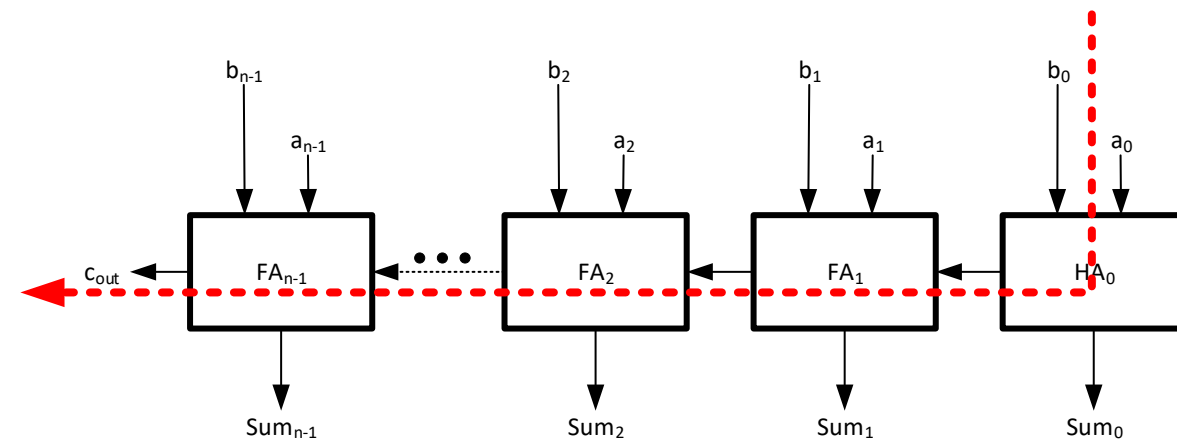 bn-1 b2 b1 b0
an-1 a2 a1 a0
cout FAn-1 ••• FA2 FA1 HA0
Sumn-1 Sum2 Sum1 Sum0